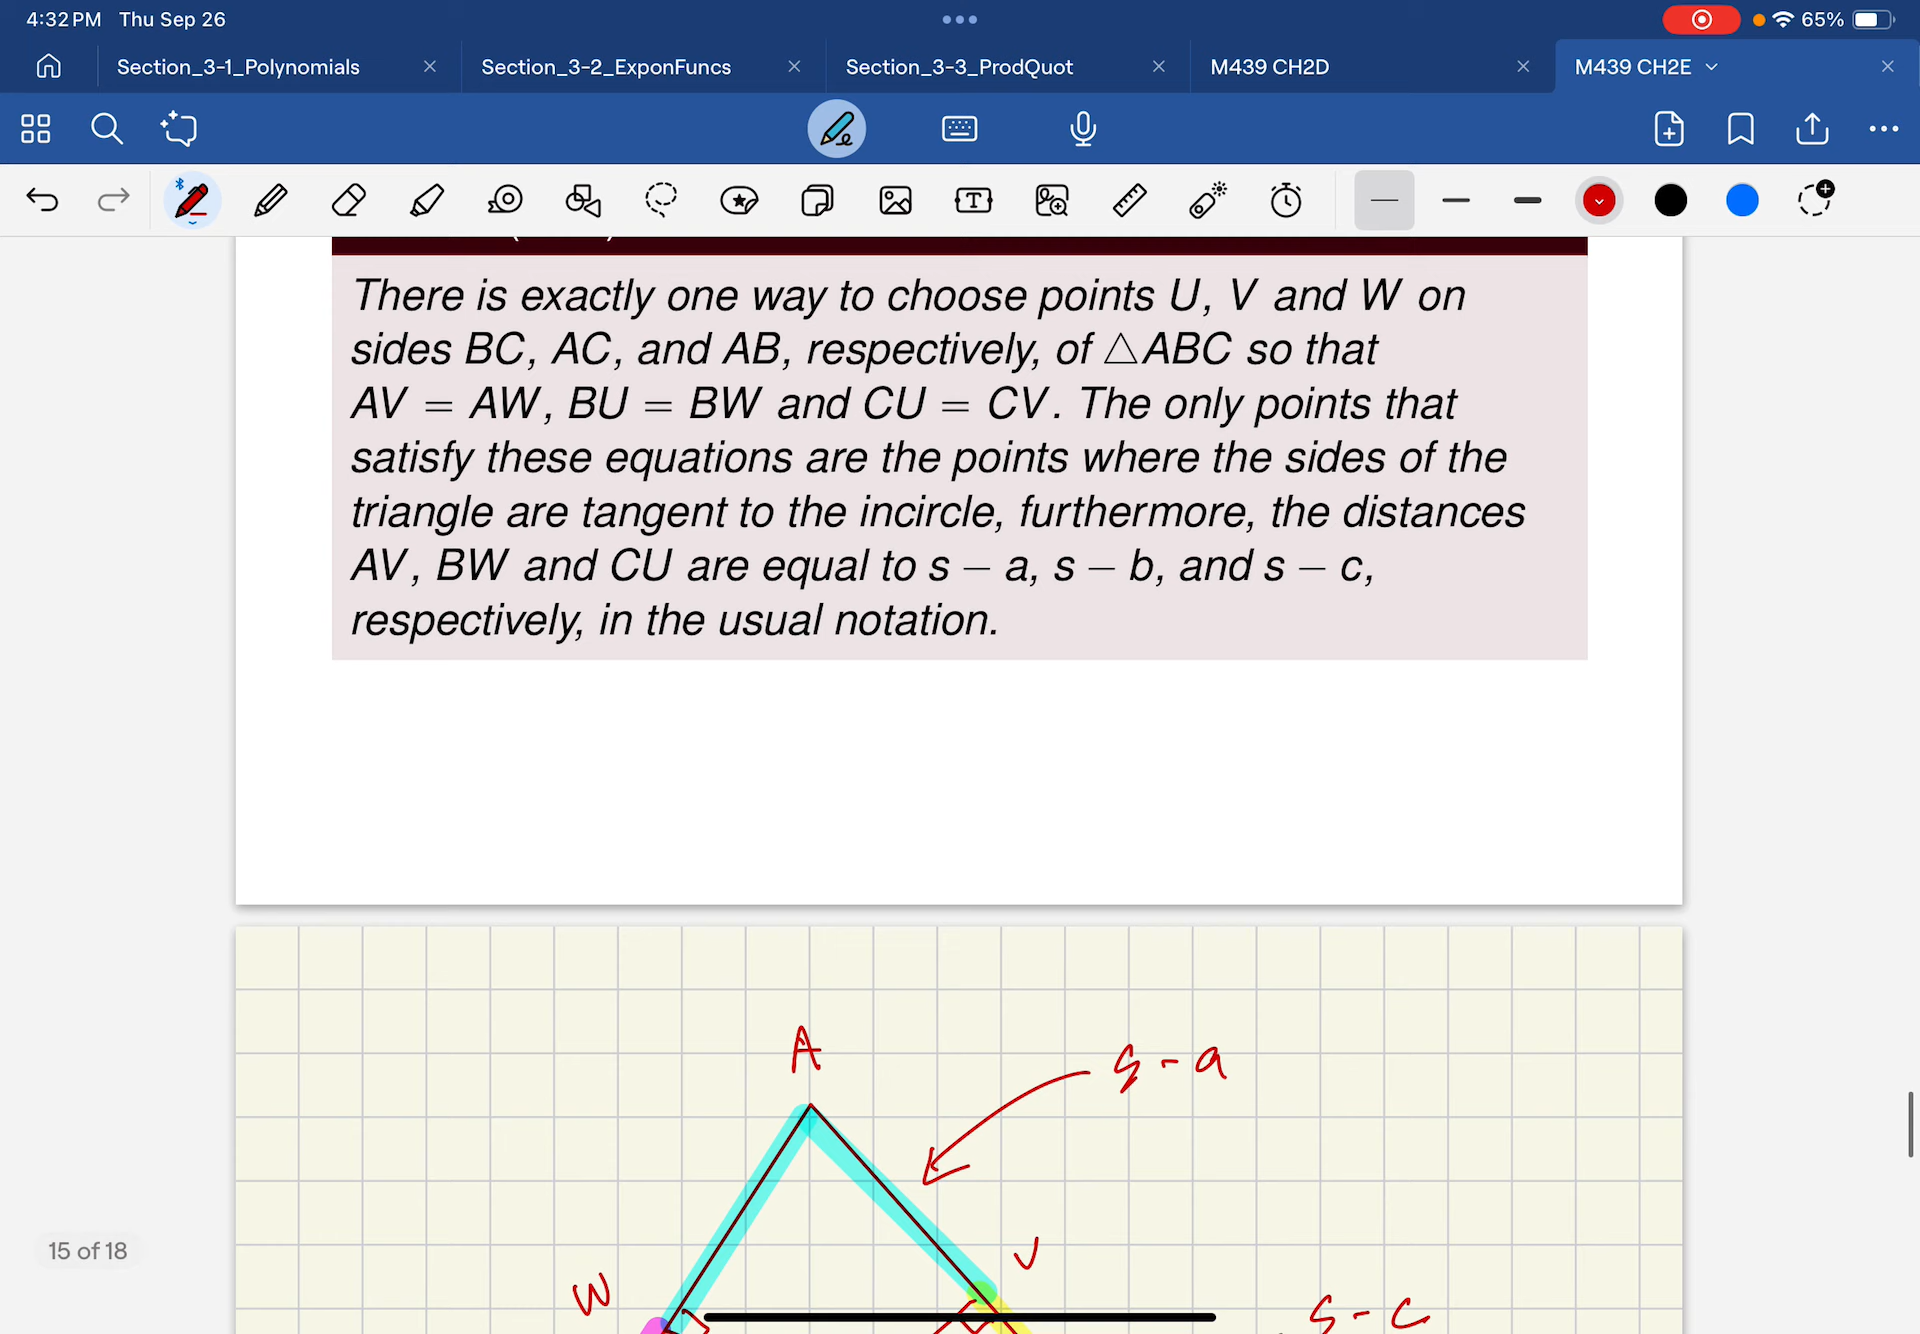 4:32 PM Thu Sep 26
65%
Section_3-1_Polynomials
Section_3-2_ExponFuncs
Section_3-3_ProdQuot
M439 CH2D
M439 CH2E
There is exactly one way to choose points U, V and W on
sides BC, AC, and AB, respectively, of △ABC so that
AV = AW, BU = BW and CU = CV. The only points that
satisfy these equations are the points where the sides of the
triangle are tangent to the incircle, furthermore, the distances
AV, BW and CU are equal to s − a, s − b, and s − c,
respectively, in the usual notation.
A
s - a
V
W
s - c
15 of 18